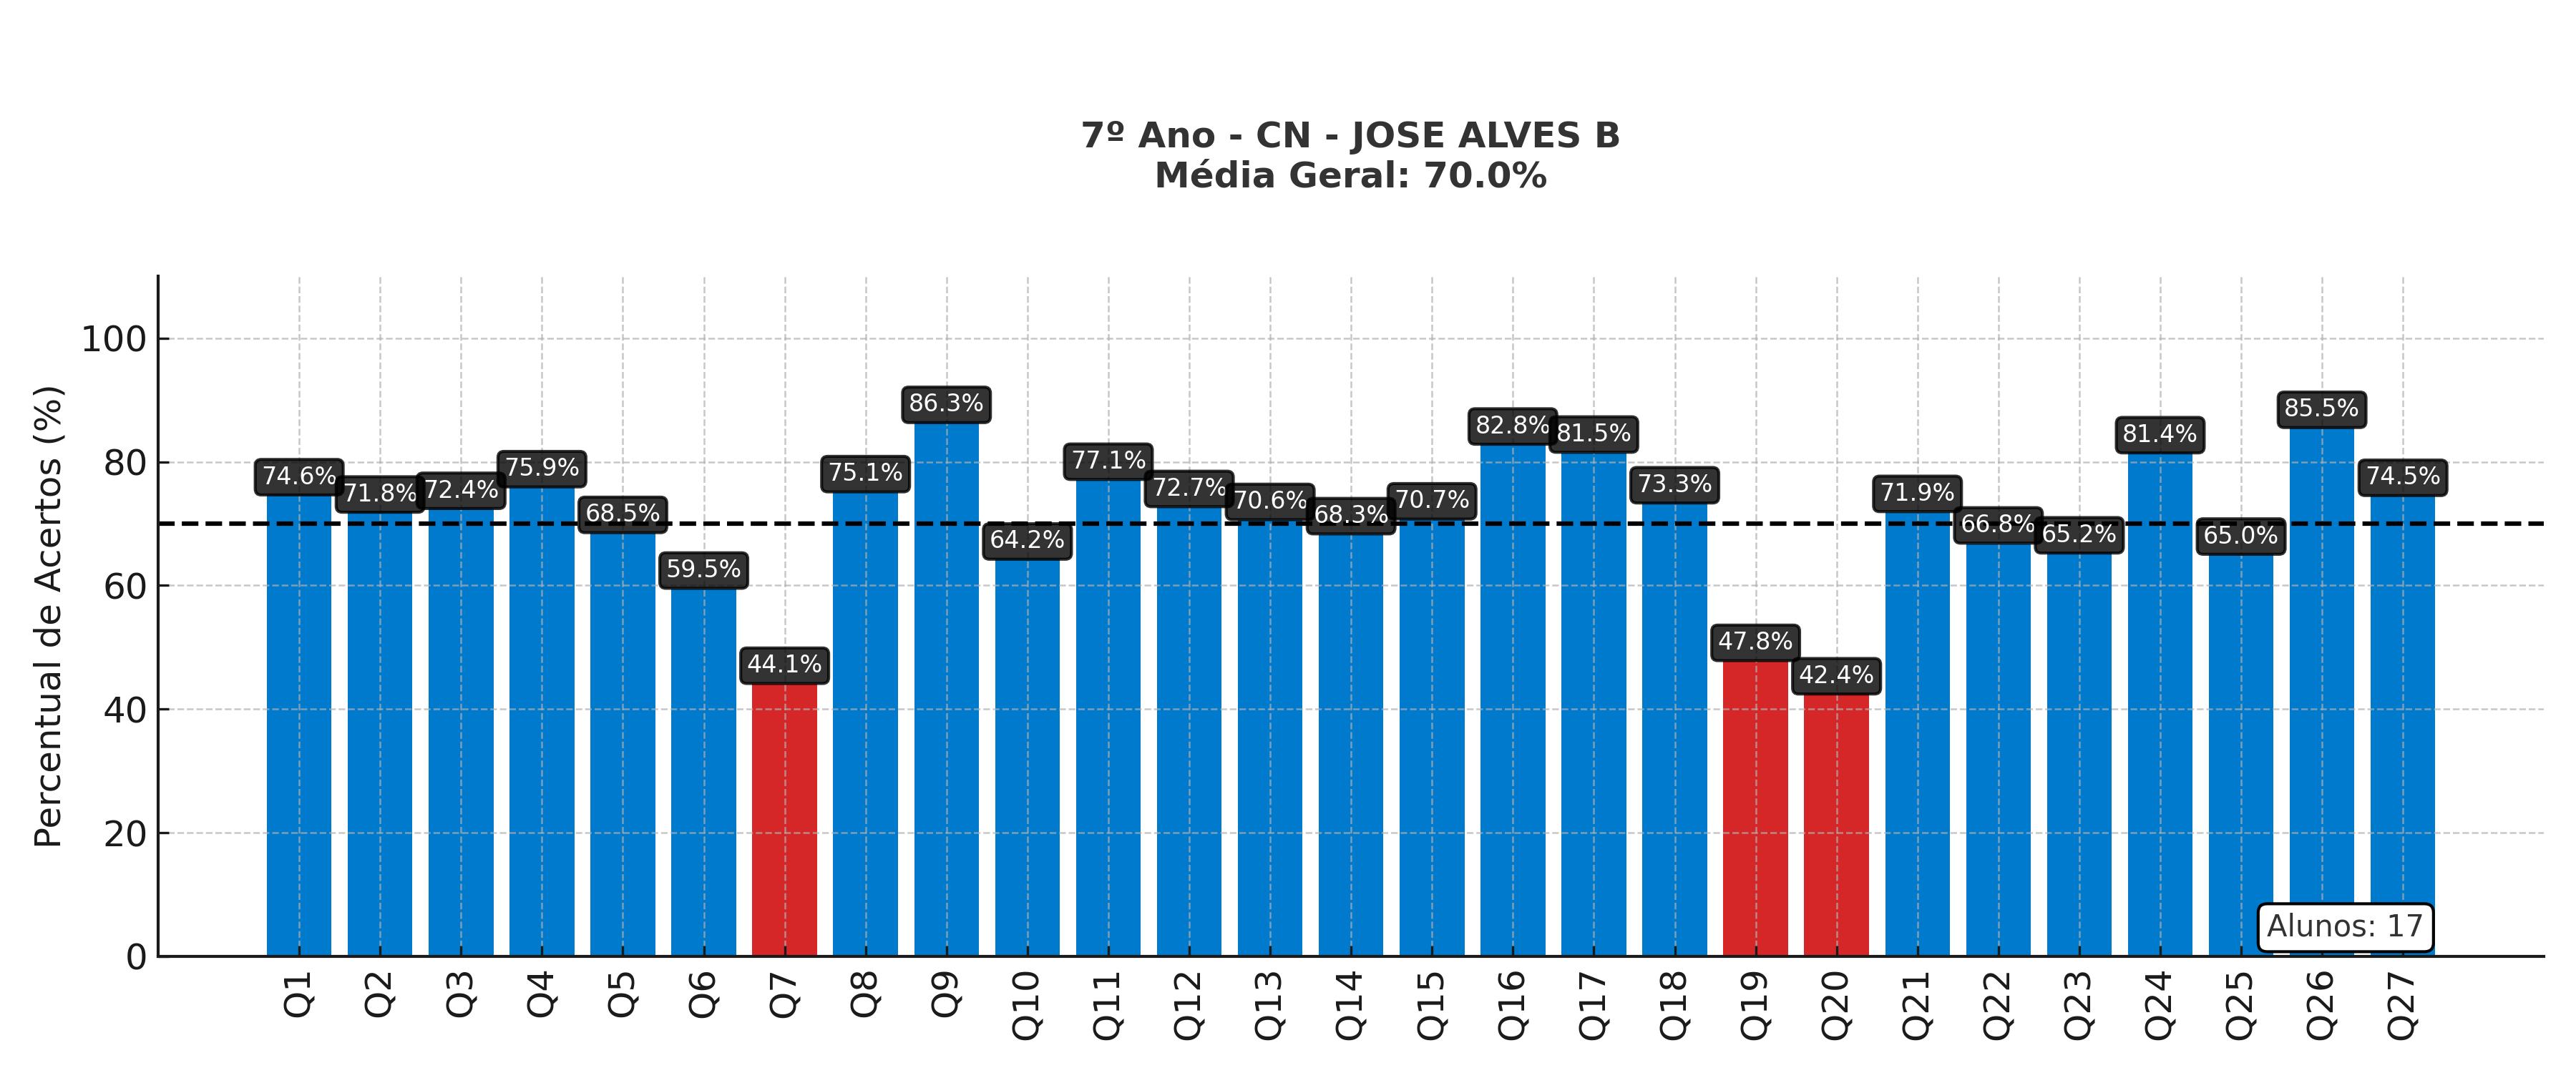 7º Ano - CN - JOSE ALVES B
Média Geral: 70.0%
Percentual de Acertos (%)
100
80
60
40
20
0
74.6%
71.8%
72.4%
75.9%
68.5%
59.5%
44.1%
75.1%
86.3%
64.2%
77.1%
72.7%
70.6%
68.3%
70.7%
82.8%
81.5%
73.3%
47.8%
42.4%
71.9%
66.8%
65.2%
81.4%
65.0%
85.5%
74.5%
Alunos: 17
Q1
Q2
Q3
Q4
Q5
Q6
Q7
Q8
Q9
Q10
Q11
Q12
Q13
Q14
Q15
Q16
Q17
Q18
Q19
Q20
Q21
Q22
Q23
Q24
Q25
Q26
Q27